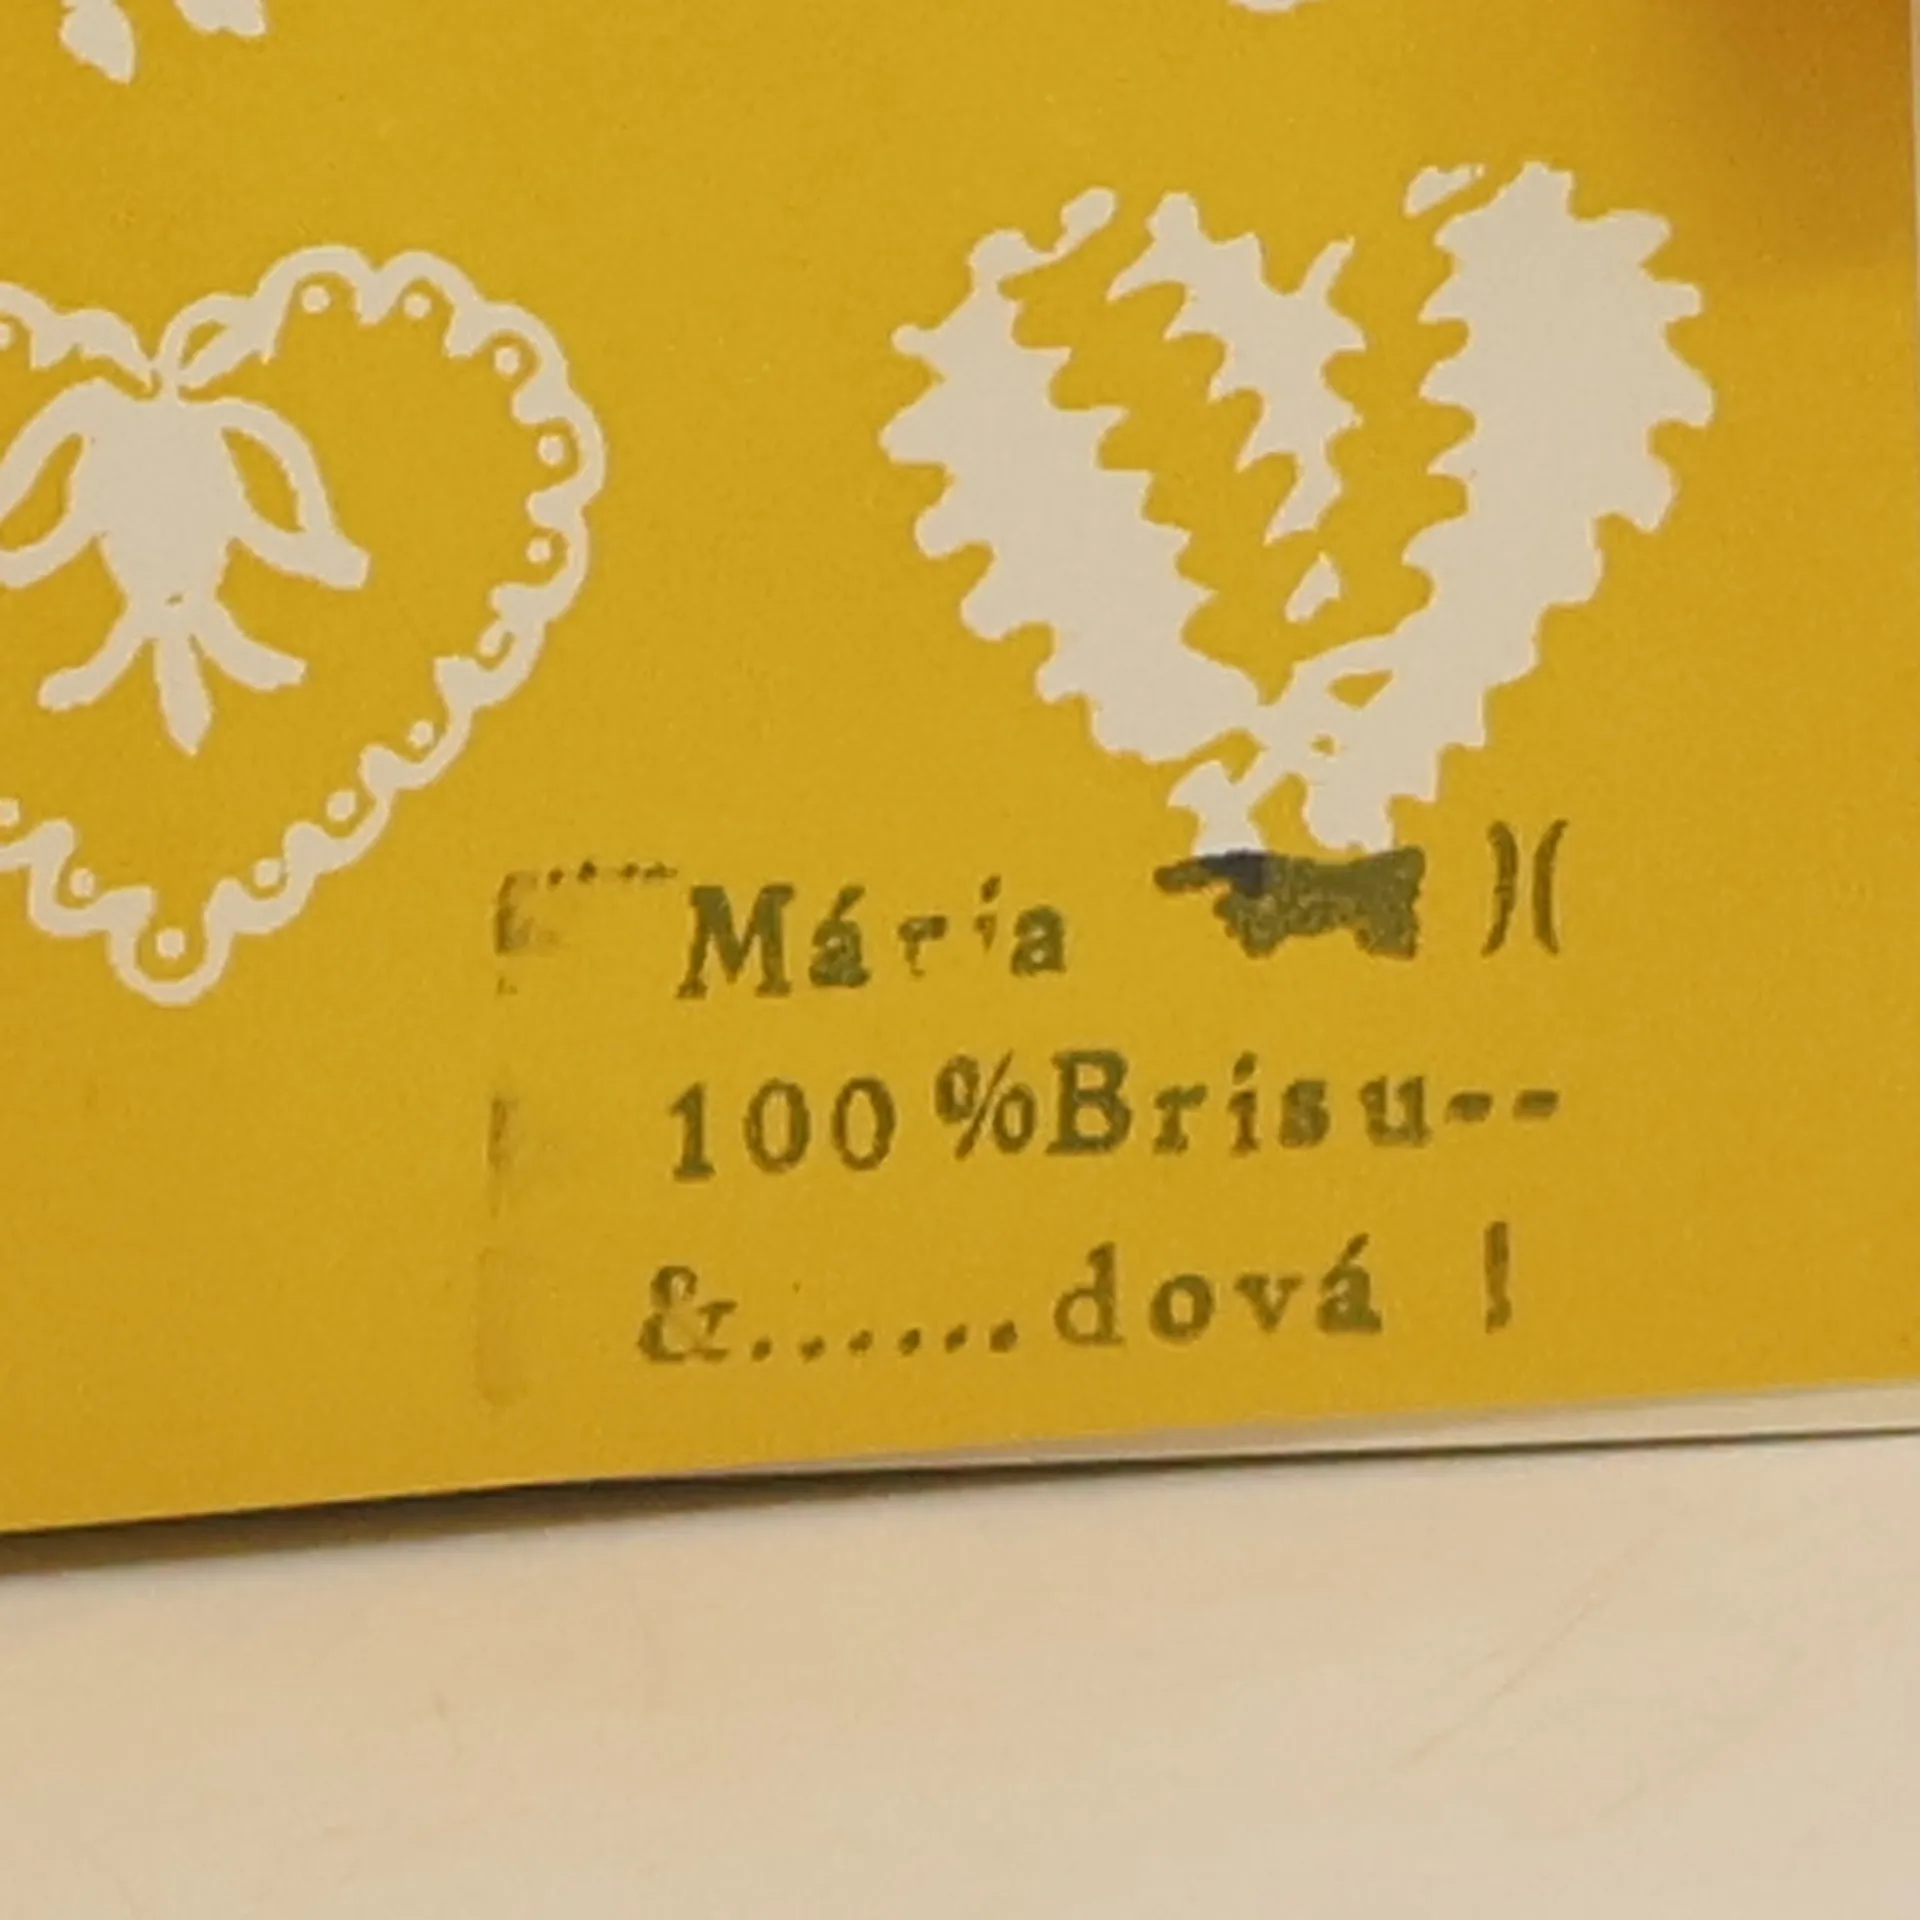 Mária )(
100%Brisu--
&......dová !